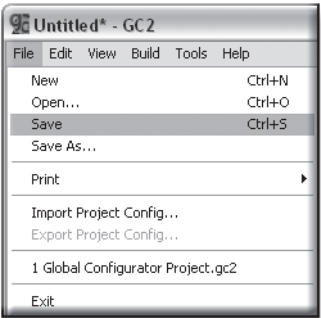 gc Untitled* - GC2
File Edit View Build Tools Help
New Ctrl+N
Open... Ctrl+O
Save Ctrl+S
Save As...
Print
Import Project Config...
Export Project Config...
1 Global Configurator Project.gc2
Exit